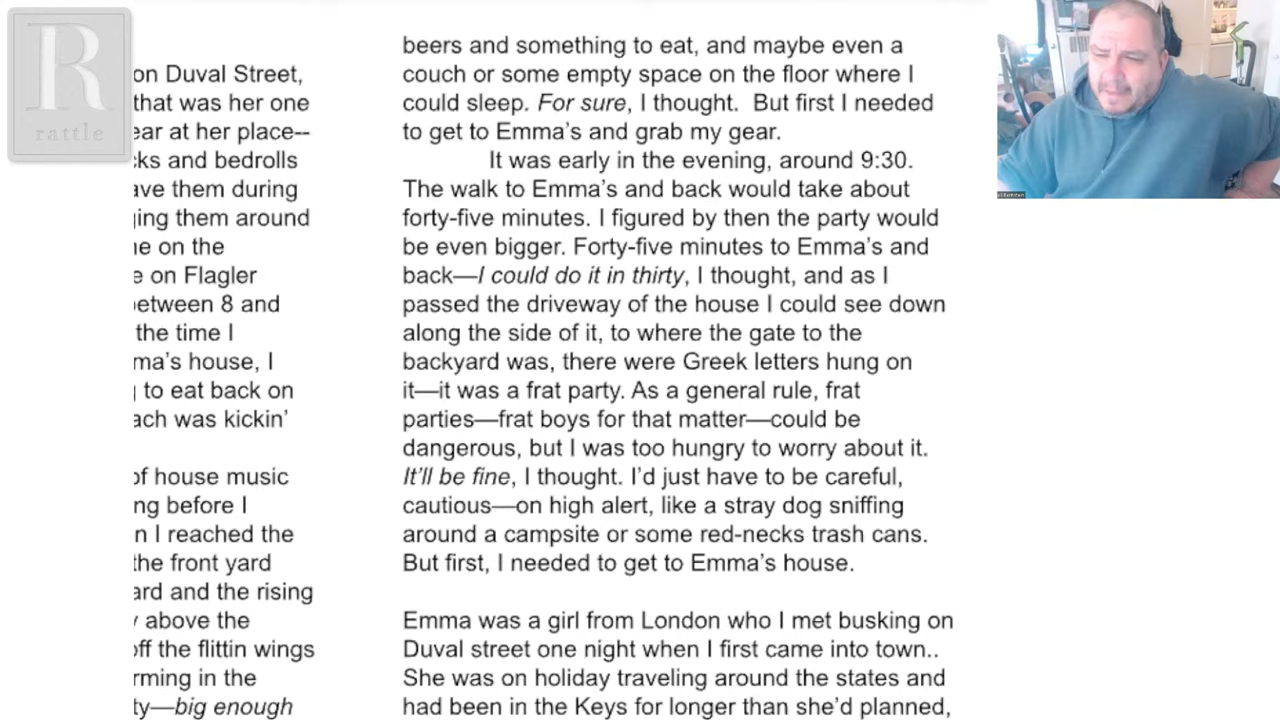 R
rattle
on Duval Street,
that was her one
ear at her place--
cks and bedrolls
ave them during
ging them around
e on the
e on Flagler
between 8 and
the time I
ma's house, I
to eat back on
ach was kickin'
of house music
ng before I
n I reached the
the front yard
ard and the rising
above the
off the flittin wings
rming in the
ty—big enough
beers and something to eat, and maybe even a
couch or some empty space on the floor where I
could sleep. For sure, I thought.  But first I needed
to get to Emma's and grab my gear.
It was early in the evening, around 9:30.
The walk to Emma's and back would take about
forty-five minutes. I figured by then the party would
be even bigger. Forty-five minutes to Emma's and
back—I could do it in thirty, I thought, and as I
passed the driveway of the house I could see down
along the side of it, to where the gate to the
backyard was, there were Greek letters hung on
it—it was a frat party. As a general rule, frat
parties—frat boys for that matter—could be
dangerous, but I was too hungry to worry about it.
It'll be fine, I thought. I'd just have to be careful,
cautious—on high alert, like a stray dog sniffing
around a campsite or some red-necks trash cans.
But first, I needed to get to Emma's house.
Emma was a girl from London who I met busking on
Duval street one night when I first came into town..
She was on holiday traveling around the states and
had been in the Keys for longer than she'd planned,